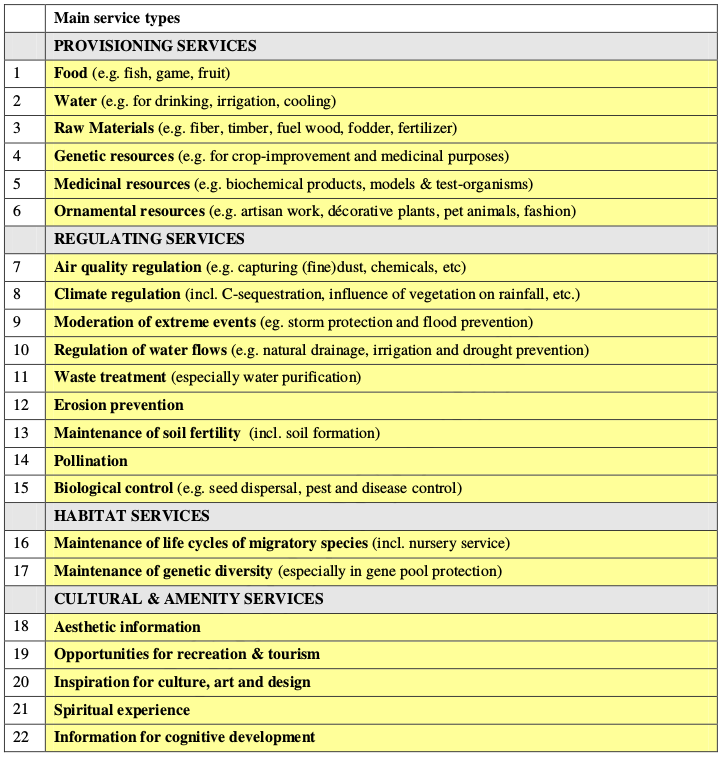 Main service types
PROVISIONING SERVICES
1 Food (e.g. fish, game, fruit)
2 Water (e.g. for drinking, irrigation, cooling)
3 Raw Materials (e.g. fiber, timber, fuel wood, fodder, fertilizer)
4 Genetic resources (e.g. for crop-improvement and medicinal purposes)
5 Medicinal resources (e.g. biochemical products, models & test-organisms)
6 Ornamental resources (e.g. artisan work, décorative plants, pet animals, fashion)
REGULATING SERVICES
7 Air quality regulation (e.g. capturing (fine)dust, chemicals, etc)
8 Climate regulation (incl. C-sequestration, influence of vegetation on rainfall, etc.)
9 Moderation of extreme events (eg. storm protection and flood prevention)
10 Regulation of water flows (e.g. natural drainage, irrigation and drought prevention)
11 Waste treatment (especially water purification)
12 Erosion prevention
13 Maintenance of soil fertility (incl. soil formation)
14 Pollination
15 Biological control (e.g. seed dispersal, pest and disease control)
HABITAT SERVICES
16 Maintenance of life cycles of migratory species (incl. nursery service)
17 Maintenance of genetic diversity (especially in gene pool protection)
CULTURAL & AMENITY SERVICES
18 Aesthetic information
19 Opportunities for recreation & tourism
20 Inspiration for culture, art and design
21 Spiritual experience
22 Information for cognitive development